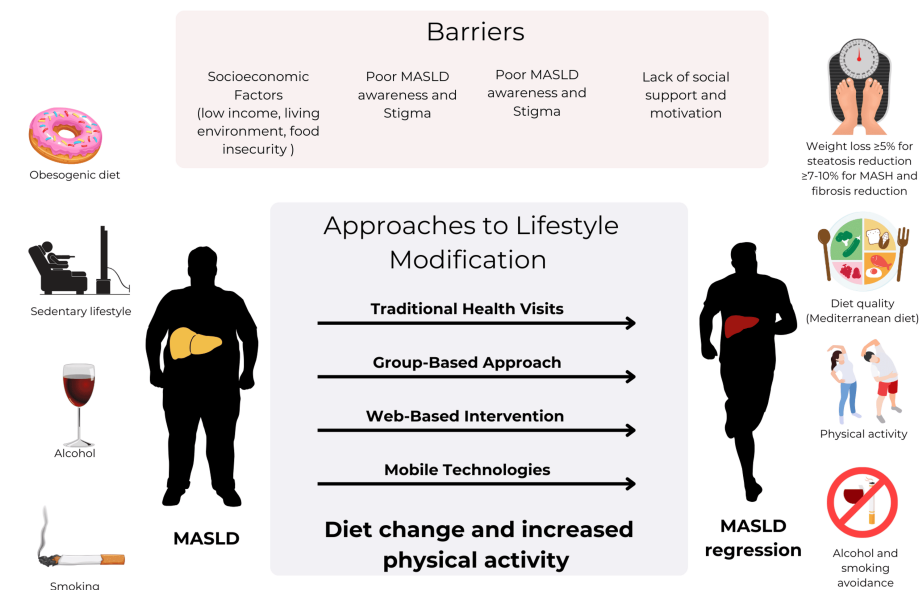 Barriers
Socioeconomic
Factors
(low income, living
environment, food
insecurity )
Poor MASLD
awareness and
Stigma
Poor MASLD
awareness and
Stigma
Lack of social
support and
motivation
Obesogenic diet
Sedentary lifestyle
Alcohol
Smoking
MASLD
Approaches to Lifestyle
Modification
Traditional Health Visits
Group-Based Approach
Web-Based Intervention
Mobile Technologies
Diet change and increased
physical activity
MASLD
regression
Weight loss ≥5% for
steatosis reduction
≥7-10% for MASH and
fibrosis reduction
Diet quality
(Mediterranean diet)
Physical activity
Alcohol and
smoking
avoidance